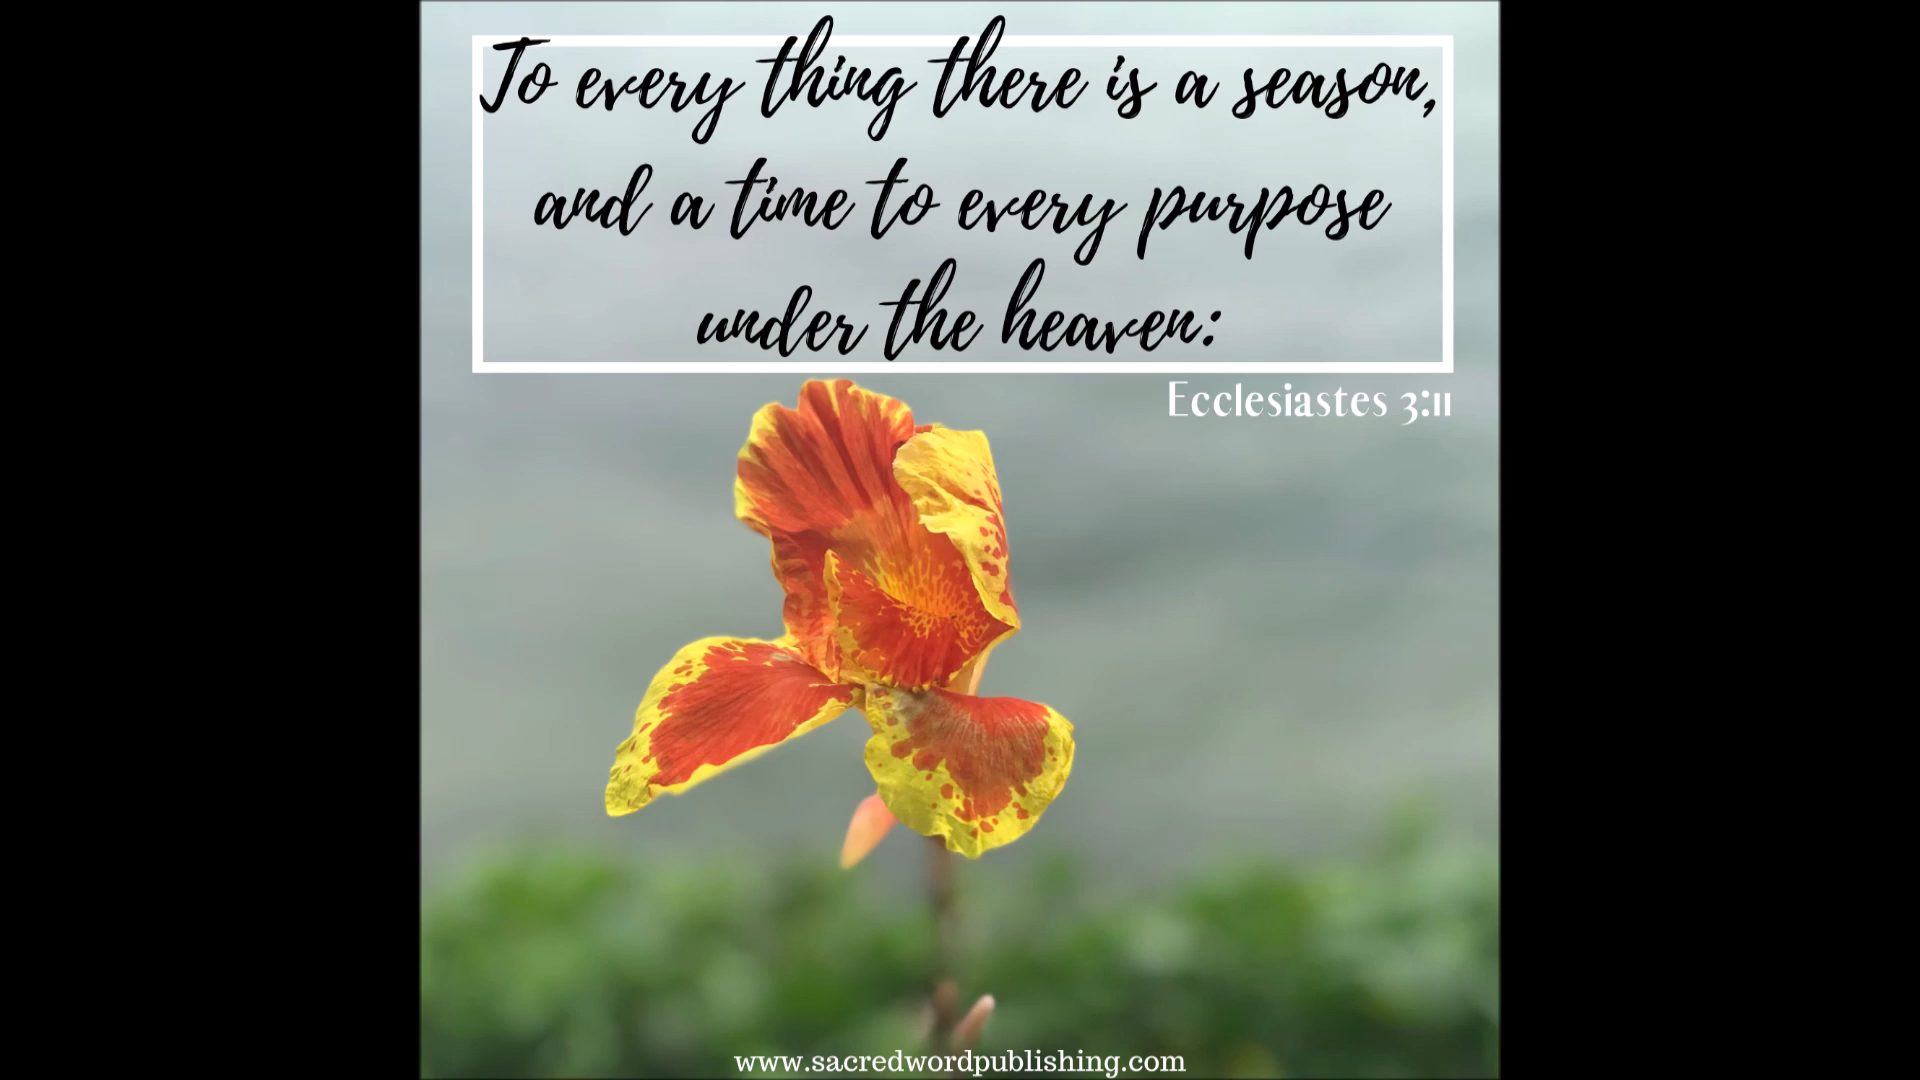 To every thing there is a season,
and a time to every purpose
under the heaven:
Ecclesiastes 3:11
www.sacredwordpublishing.com